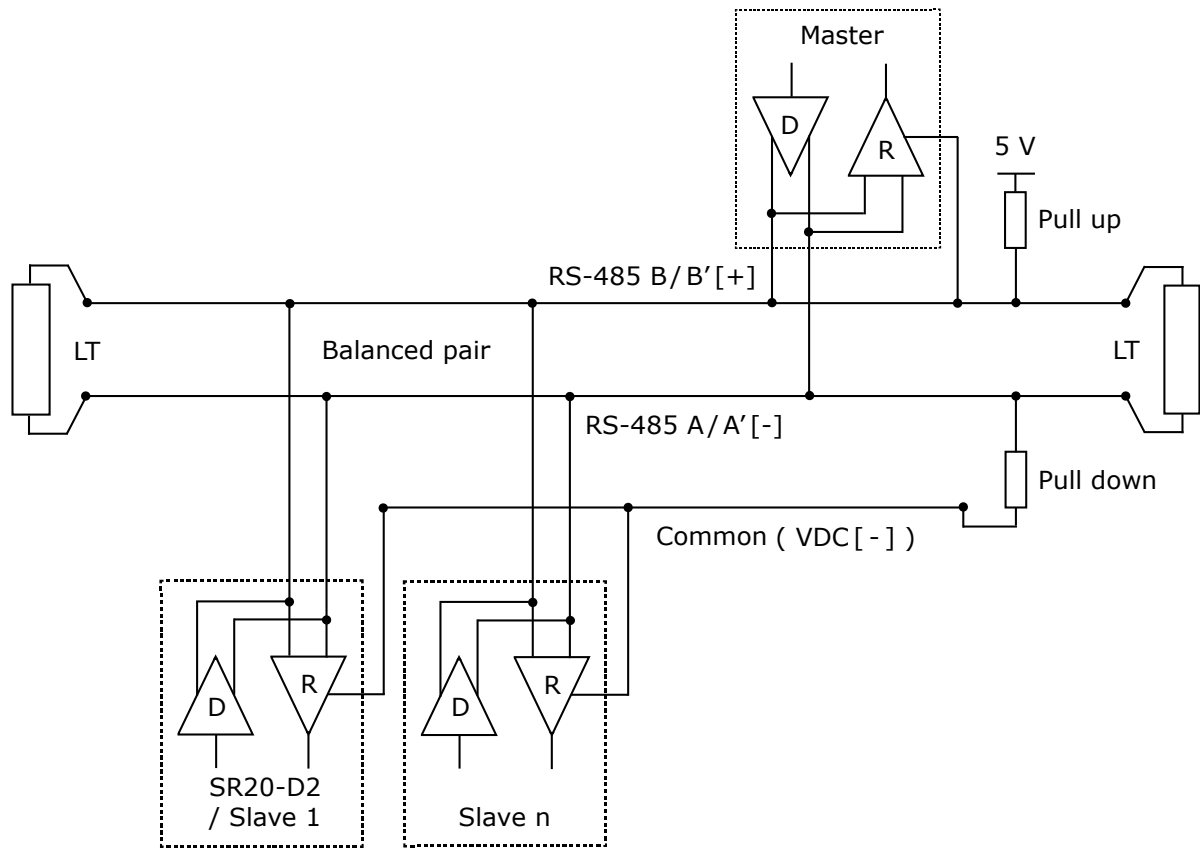 Master
D
R
5 V
Pull up
RS-485 B/B’[+]
LT
Balanced pair
LT
RS-485 A/A’[-]
Pull down
Common ( VDC[-] )
D
R
D
R
SR20-D2
/ Slave 1
Slave n